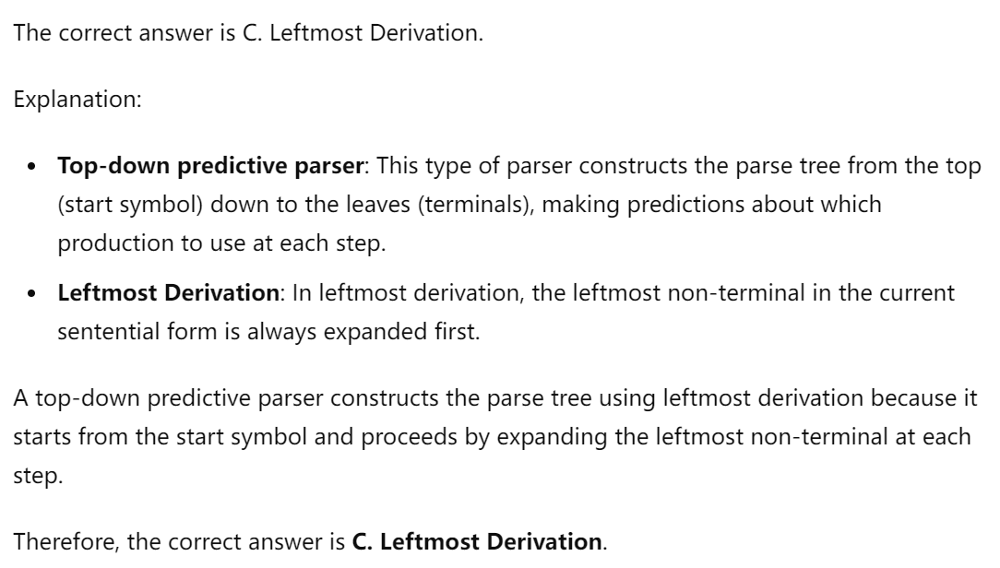 The correct answer is C. Leftmost Derivation.
Explanation:
• Top-down predictive parser: This type of parser constructs the parse tree from the top
(start symbol) down to the leaves (terminals), making predictions about which
production to use at each step.
• Leftmost Derivation: In leftmost derivation, the leftmost non-terminal in the current
sentential form is always expanded first.
A top-down predictive parser constructs the parse tree using leftmost derivation because it
starts from the start symbol and proceeds by expanding the leftmost non-terminal at each
step.
Therefore, the correct answer is C. Leftmost Derivation.